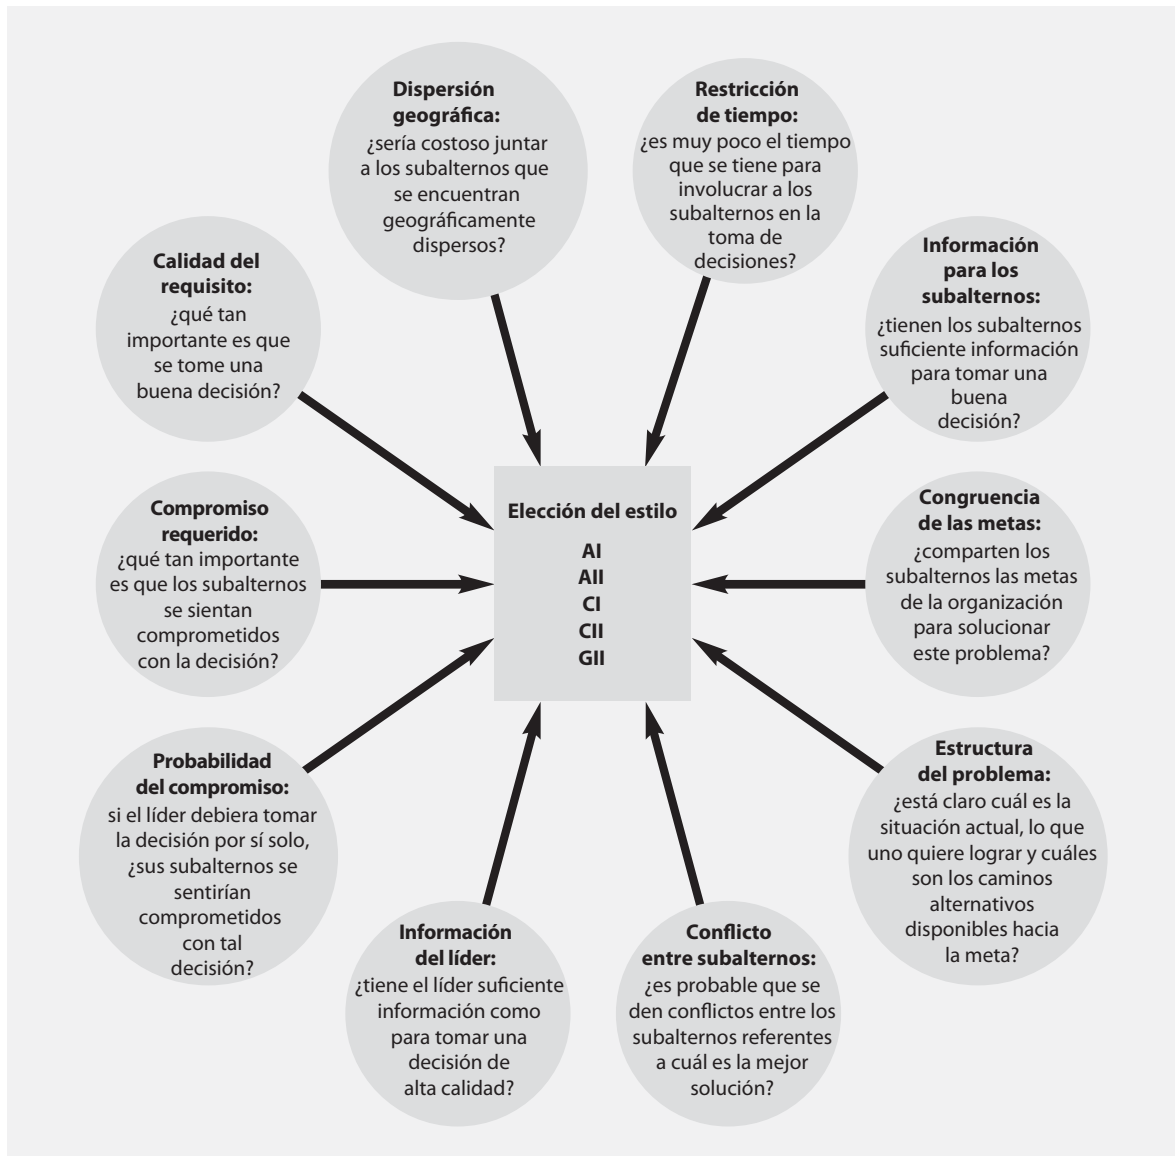 Dispersión
geográfica:
¿sería costoso juntar
a los subalternos que
se encuentran
geográficamente
dispersos?
Restricción
de tiempo:
¿es muy poco el tiempo
que se tiene para
involucrar a los
subalternos en la
toma de
decisiones?
Calidad del
requisito:
¿qué tan
importante es que
se tome una
buena decisión?
Información
para los
subalternos:
¿tienen los subalternos
suficiente información
para tomar una
buena
decisión?
Compromiso
requerido:
¿qué tan importante
es que los subalternos
se sientan
comprometidos
con la decisión?
Elección del estilo
AI
AII
CI
CII
GII
Congruencia
de las metas:
¿comparten los
subalternos las metas
de la organización
para solucionar
este problema?
Probabilidad
del compromiso:
si el líder debiera tomar
la decisión por sí solo,
¿sus subalternos se
sentirían
comprometidos
con tal
decisión?
Estructura
del problema:
¿está claro cuál es la
situación actual, lo que
uno quiere lograr y cuáles
son los caminos
alternativos
disponibles hacia
la meta?
Información
del líder:
¿tiene el líder suficiente
información como
para tomar una
decisión de
alta calidad?
Conflicto
entre subalternos:
¿es probable que se
den conflictos entre los
subalternos referentes
a cuál es la mejor
solución?